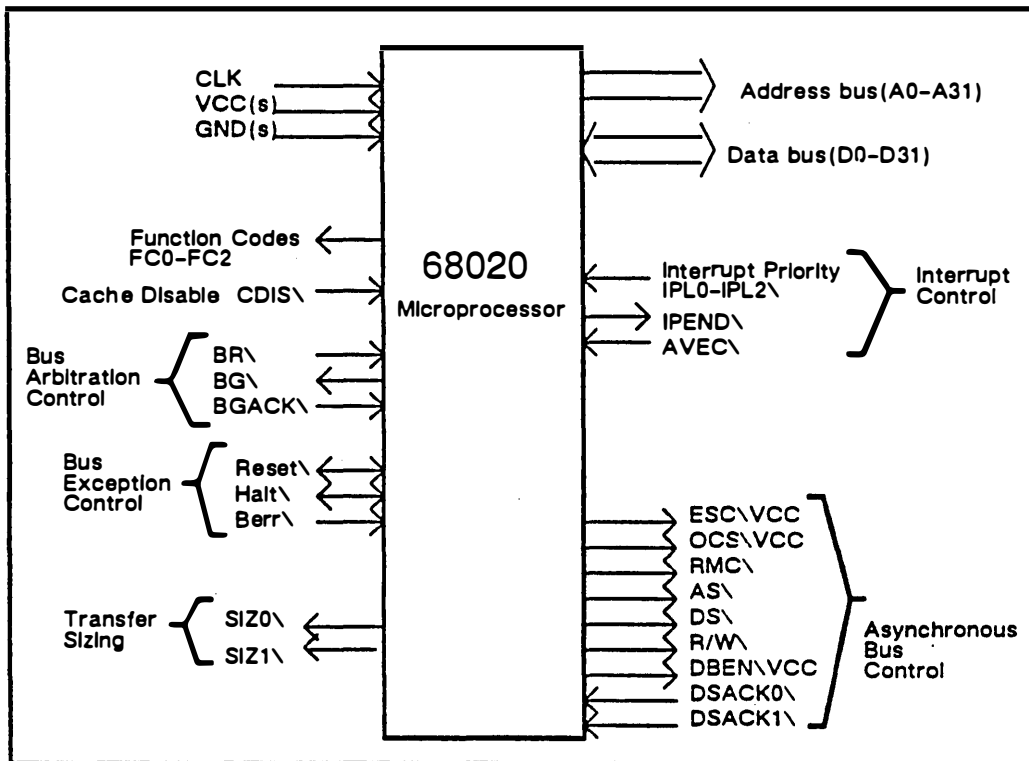 CLK
VCC(s)
GND(s)
Function Codes
FC0-FC2
Cache Disable CDIS\
Bus
Arbitration
Control
BR\
BG\
BGACK\
Bus
Exception
Control
Reset\
Halt\
Berr\
Transfer
Sizing
SIZ0\
SIZ1\
68020
Microprocessor
Address bus(A0-A31)
Data bus(D0-D31)
Interrupt Priority
IPL0-IPL2\
IPEND\
AVEC\
Interrupt
Control
ESC\VCC
OCS\VCC
RMC\
AS\
DS\
R/W\
DBEN\VCC
DSACK0\
DSACK1\
Asynchronous
Bus
Control